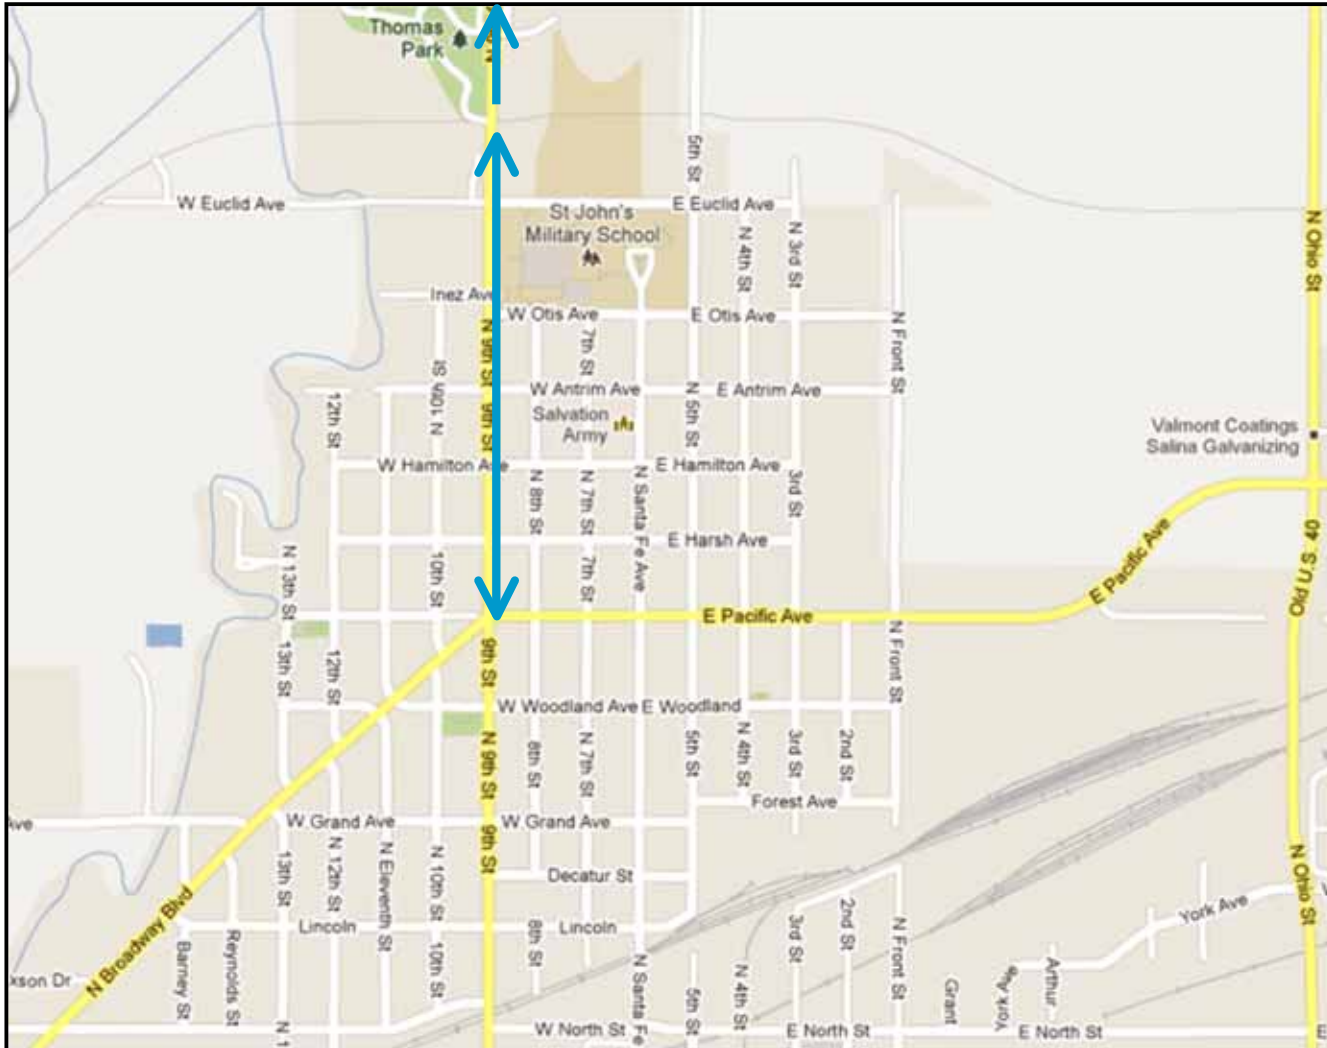 Thomas
Park
5th St
W Euclid Ave
E Euclid Ave
St John's
Military School
N 4th St
N 3rd St
N Ohio St
Inez Ave
W Otis Ave
E Otis Ave
N Front St
N 9th St
7th St
N 10th St
W Antrim Ave
E Antrim Ave
12th St
9th St
N 5th St
Salvation
Army
Valmont Coatings
Salina Galvanizing
W Hamilton Ave
E Hamilton Ave
N 8th St
N 7th St
N Santa Fe Ave
3rd St
E Harsh Ave
N 13th St
10th St
7th St
E Pacific Ave
Old U.S. 40
E Pacific Ave
13th St
12th St
9th St
N Front St
W Woodland Ave
E Woodland
N 9th St
8th St
N 7th St
5th St
N 4th St
3rd St
2nd St
Forest Ave
Ave
W Grand Ave
W Grand Ave
9th St
13th St
N 12th St
N Eleventh St
N 10th St
Decatur St
N Ohio St
York Ave
N Broadway Blvd
Lincoln
Lincoln
Barney St
Reynolds St
10th St
8th St
N Santa Fe
3rd St
2nd St
N Front St
xson Dr
5th St
N 4th St
Grant
York Ave
Arthur
N 1
W North St
E North St
E North St
E